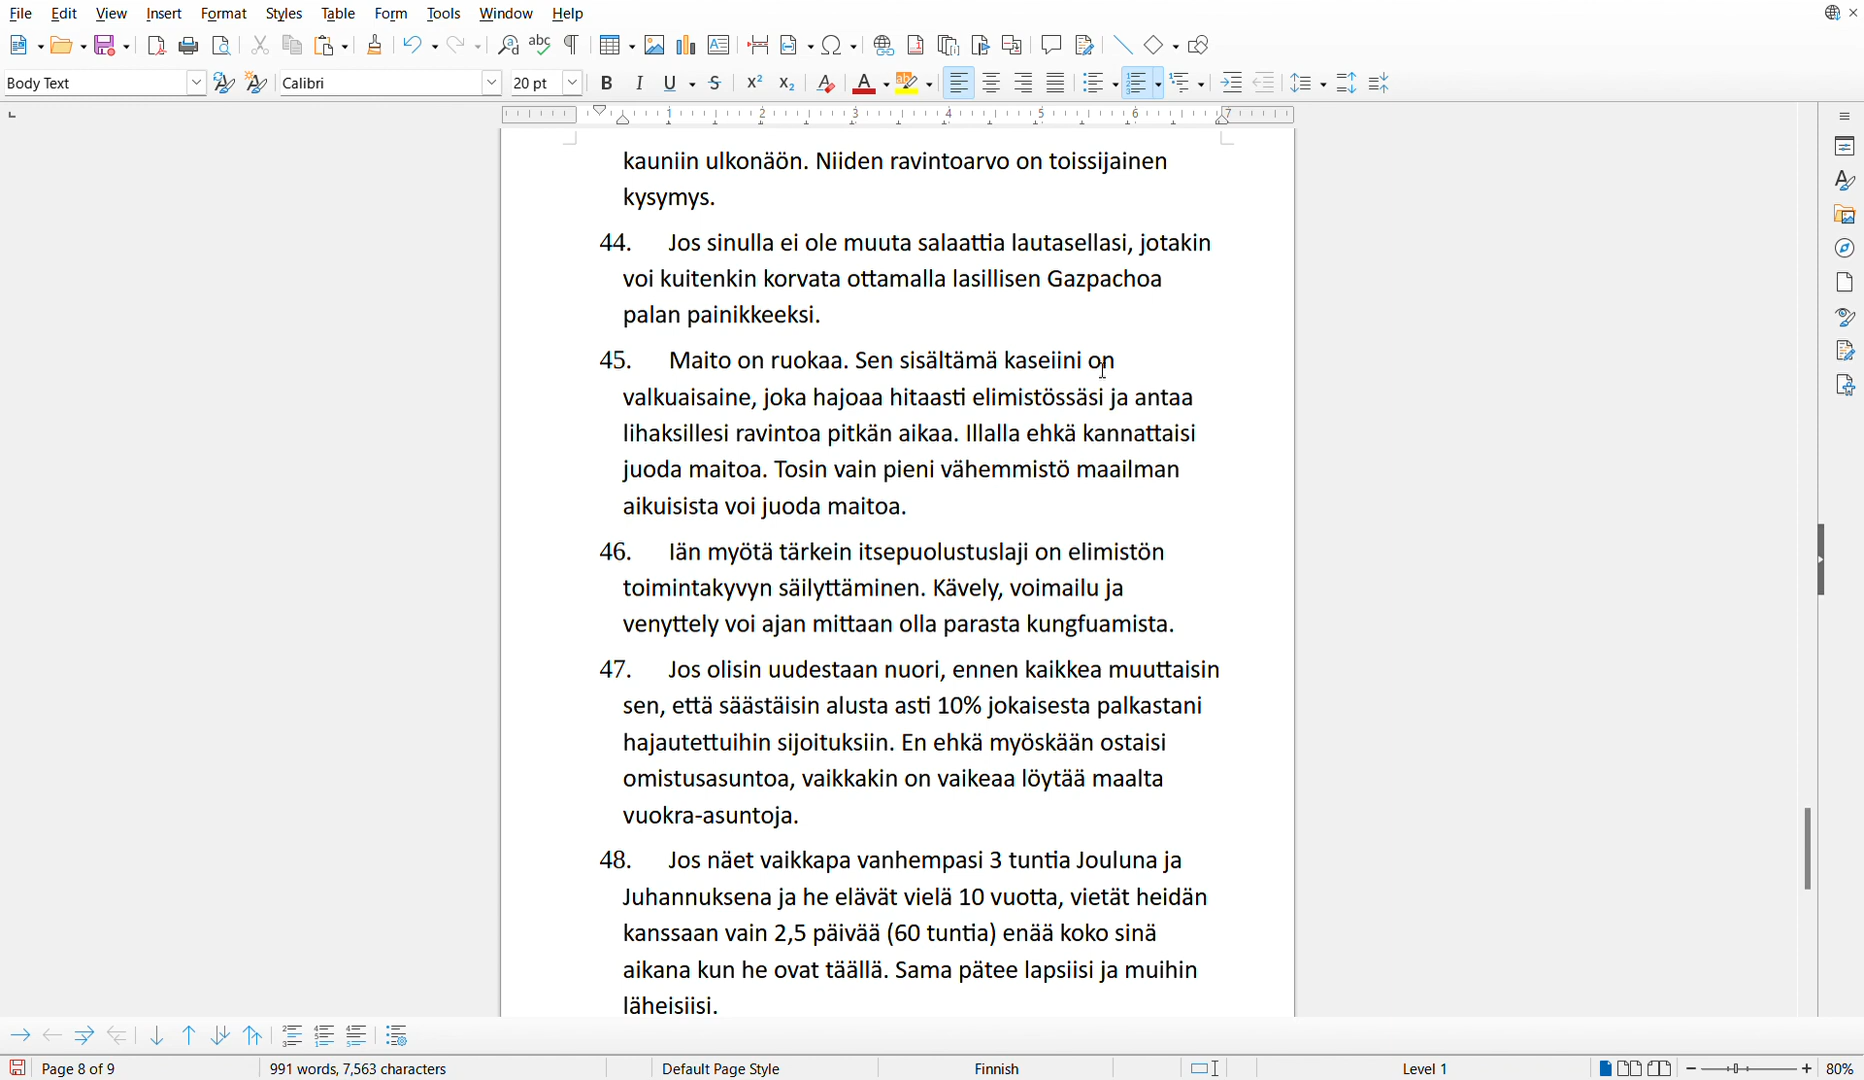 File Edit View Insert Format Styles Table Form Tools Window Help
Body Text Calibri 20 pt
1 2 3 4 5 6 7
kauniin ulkonäön. Niiden ravintoarvo on toissijainen
kysymys.
44. Jos sinulla ei ole muuta salaattia lautasellasi, jotakin
voi kuitenkin korvata ottamalla lasillisen Gazpachoa
palan painikkeeksi.
45. Maito on ruokaa. Sen sisältämä kaseiini on
valkuaisaine, joka hajoaa hitaasti elimistössäsi ja antaa
lihaksillesi ravintoa pitkän aikaa. Illalla ehkä kannattaisi
juoda maitoa. Tosin vain pieni vähemmistö maailman
aikuisista voi juoda maitoa.
46. Iän myötä tärkein itsepuolustuslaji on elimistön
toimintakyvyn säilyttäminen. Kävely, voimailu ja
venyttely voi ajan mittaan olla parasta kungfuamista.
47. Jos olisin uudestaan nuori, ennen kaikkea muuttaisin
sen, että säästäisin alusta asti 10% jokaisesta palkastani
hajautettuihin sijoituksiin. En ehkä myöskään ostaisi
omistusasuntoa, vaikkakin on vaikeaa löytää maalta
vuokra-asuntoja.
48. Jos näet vaikkapa vanhempasi 3 tuntia Jouluna ja
Juhannuksena ja he elävät vielä 10 vuotta, vietät heidän
kanssaan vain 2,5 päivää (60 tuntia) enää koko sinä
aikana kun he ovat täällä. Sama pätee lapsiisi ja muihin
läheisiisi.
Page 8 of 9 991 words, 7,563 characters Default Page Style Finnish Level 1 80%